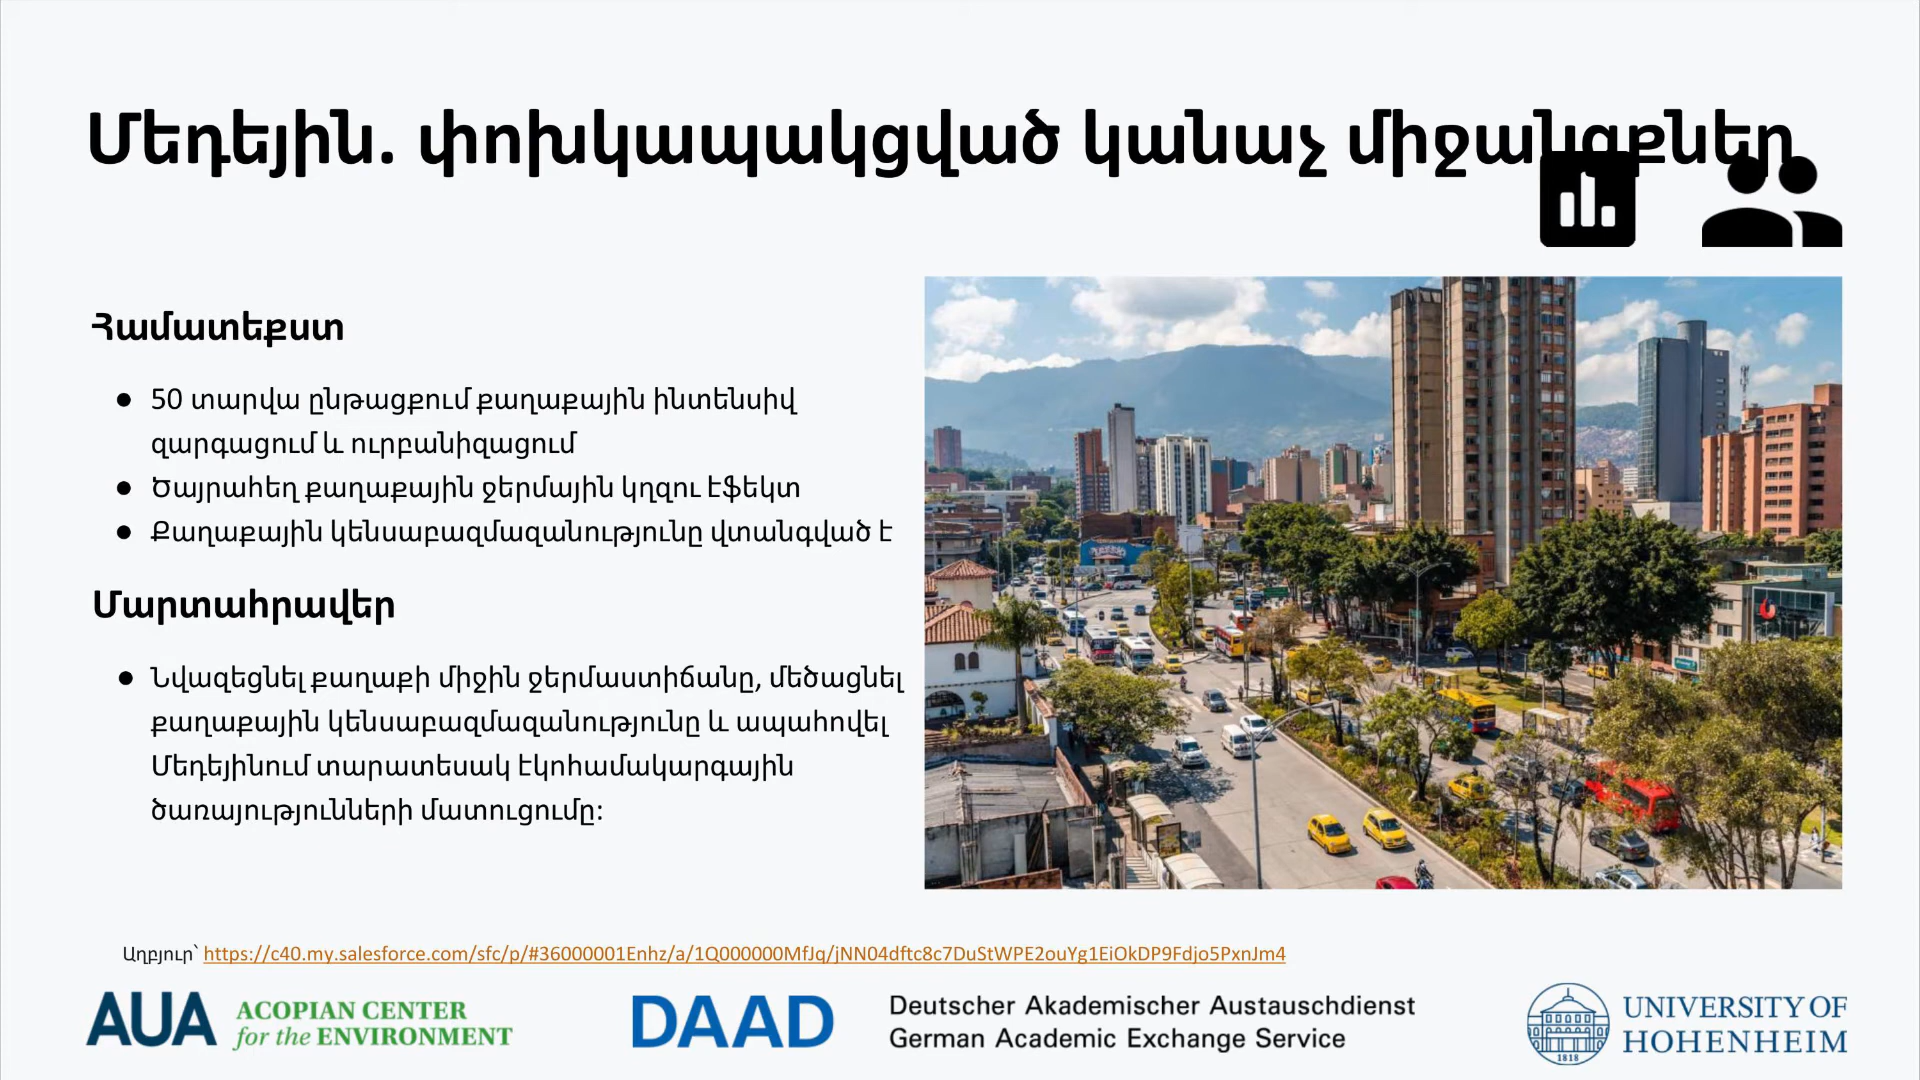 Մեդեյին. փոխկապակցված կանաչ միջանցքներ
Համատեքստ
● 50 տարվա ընթացքում քաղաքային ինտենսիվ
զարգացում և ուրբանիզացում
● Ծայրահեղ քաղաքային ջերմային կղզու էֆեկտ
● Քաղաքային կենսաբազմազանությունը վտանգված է
Մարտահրավեր
● Նվազեցնել քաղաքի միջին ջերմաստիճանը, մեծացնել
քաղաքային կենսաբազմազանությունը և ապահովել
Մեդեյինում տարատեսակ էկոհամակարգային
ծառայությունների մատուցումը:
Աղբյուր՝ https://c40.my.salesforce.com/sfc/p/#36000001Enhz/a/1Q000000MfJq/jNN04dftc8c7DuStWPE2ouYg1EiOkDP9Fdjo5PxnJm4
AUA ACOPIAN CENTER
for the ENVIRONMENT
DAAD Deutscher Akademischer Austauschdienst
German Academic Exchange Service
1818
UNIVERSITY OF
HOHENHEIM